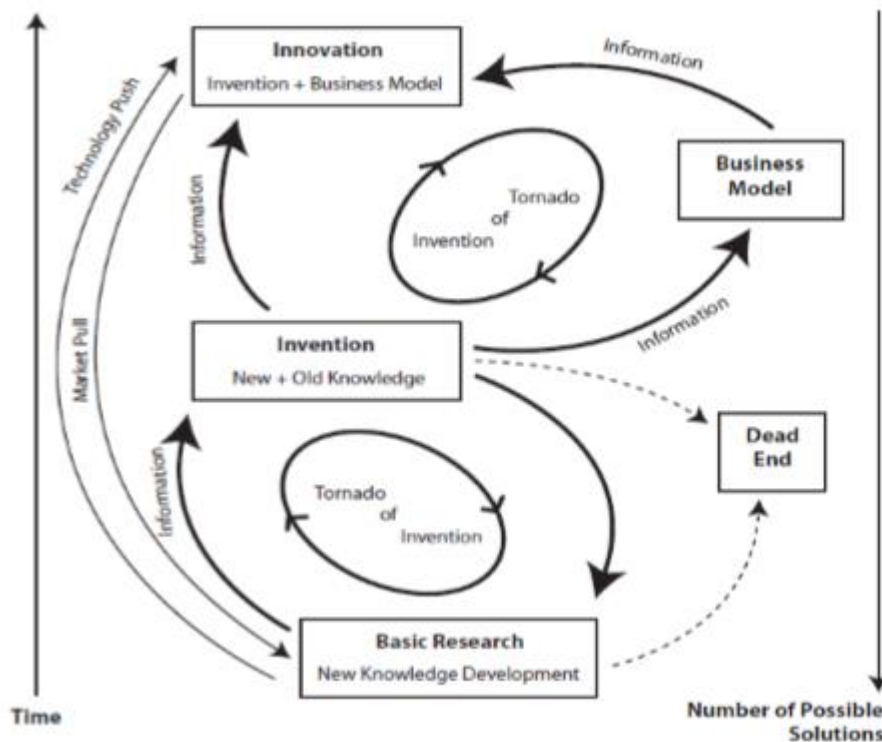 Innovation
Invention + Business Model
Information
Technology Push
Business
Model
Tornado
of
Invention
Information
Information
Market Pull
Invention
New + Old Knowledge
Dead
End
Information
Tornado
of
Invention
Basic Research
New Knowledge Development
Time
Number of Possible
Solutions